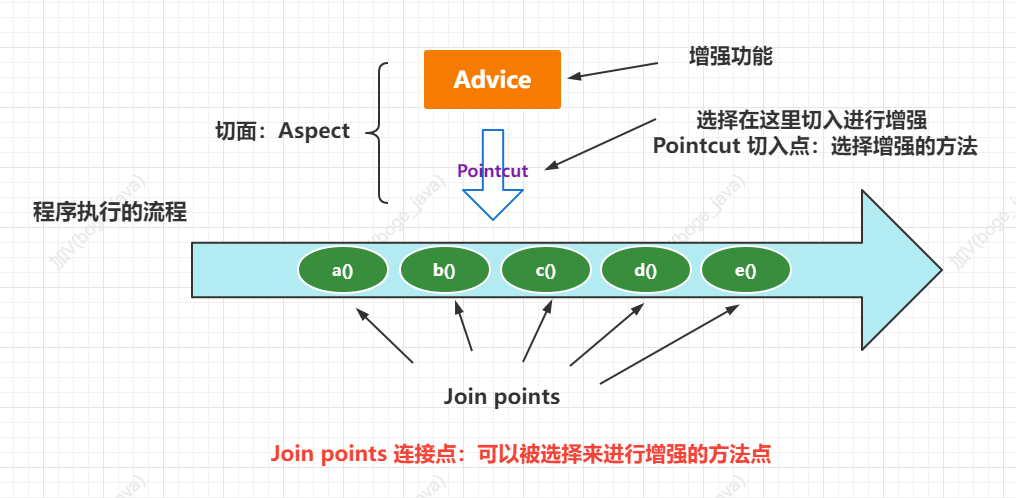 增强功能
Advice
切面：Aspect
选择在这里切入进行增强
Pointcut 切入点：选择增强的方法
Pointcut
程序执行的流程
加V(boge_java)
a()
b()
c()
d()
e()
Join points
Join points 连接点：可以被选择来进行增强的方法点